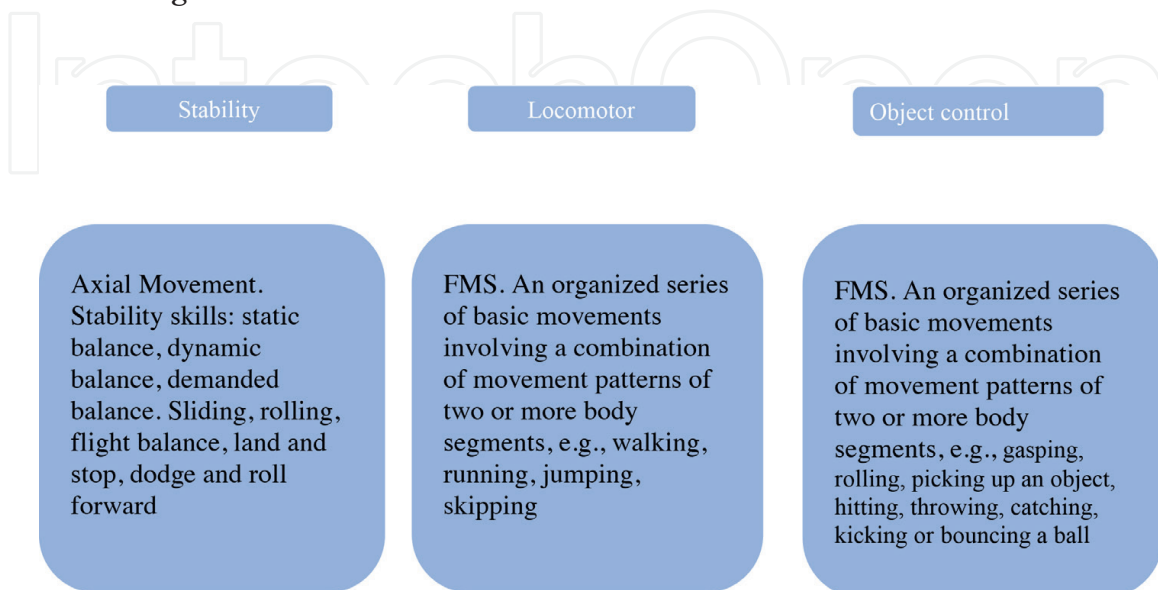 IntechOpen
Stability
Locomotor
Object control
Axial Movement.
Stability skills: static
balance, dynamic
balance, demanded
balance. Sliding, rolling,
flight balance, land and
stop, dodge and roll
forward
FMS. An organized series
of basic movements
involving a combination
of movement patterns of
two or more body
segments, e.g., walking,
running, jumping,
skipping
FMS. An organized series
of basic movements
involving a combination
of movement patterns of
two or more body
segments, e.g., gasping,
rolling, picking up an object,
hitting, throwing, catching,
kicking or bouncing a ball